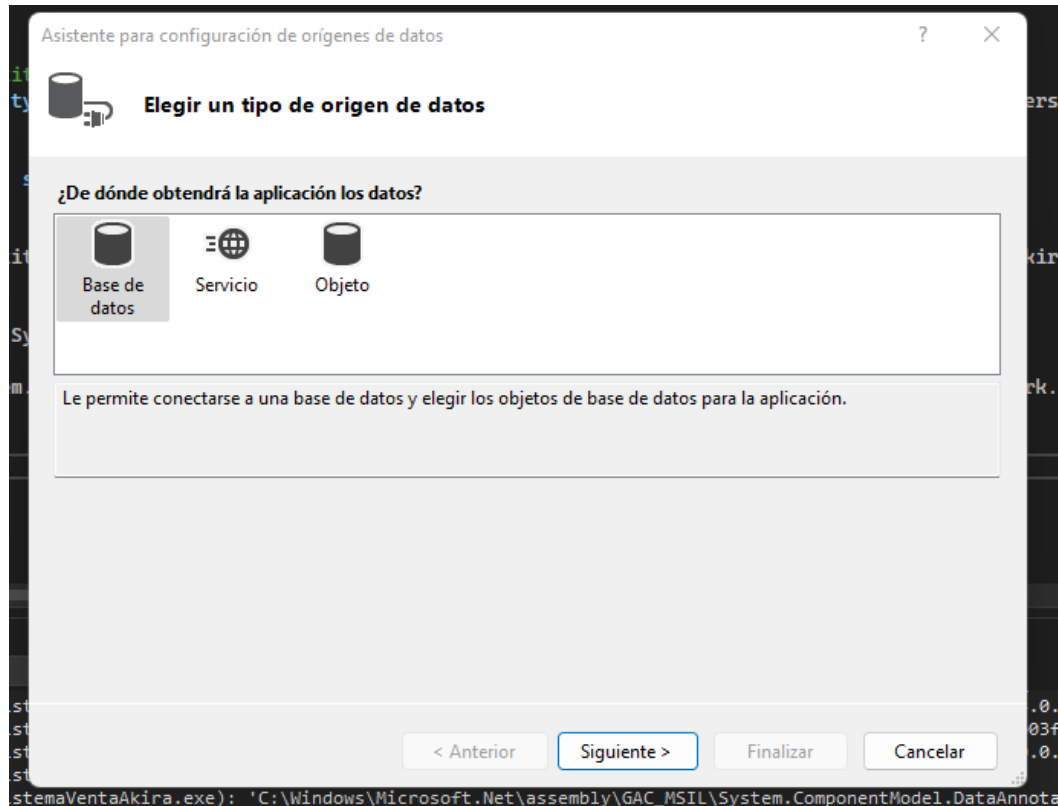 Asistente para configuración de orígenes de datos
?
Elegir un tipo de origen de datos
¿De dónde obtendrá la aplicación los datos?
Base de
datos
Servicio
Objeto
Le permite conectarse a una base de datos y elegir los objetos de base de datos para la aplicación.
< Anterior
Siguiente >
Finalizar
Cancelar
stemaVentaAkira.exe): 'C:\Windows\Microsoft.Net\assembly\GAC_MSIL\System.ComponentModel.DataAnnota